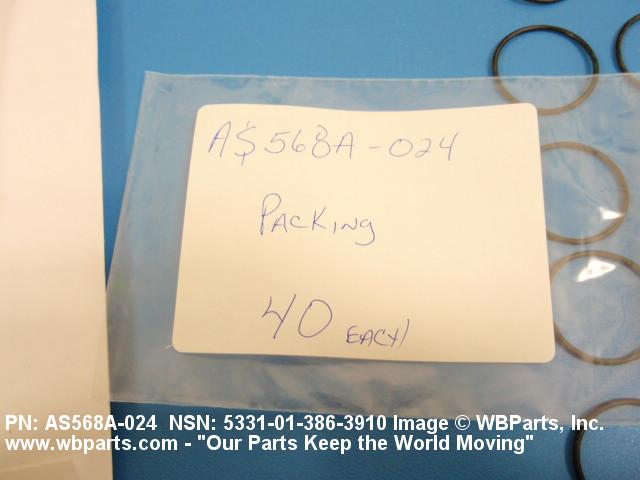 A$568A-024
PACKING
40 EACH
PN: AS568A-024 NSN: 5331-01-386-3910 Image © WBParts, Inc.
www.wbparts.com - "Our Parts Keep the World Moving"